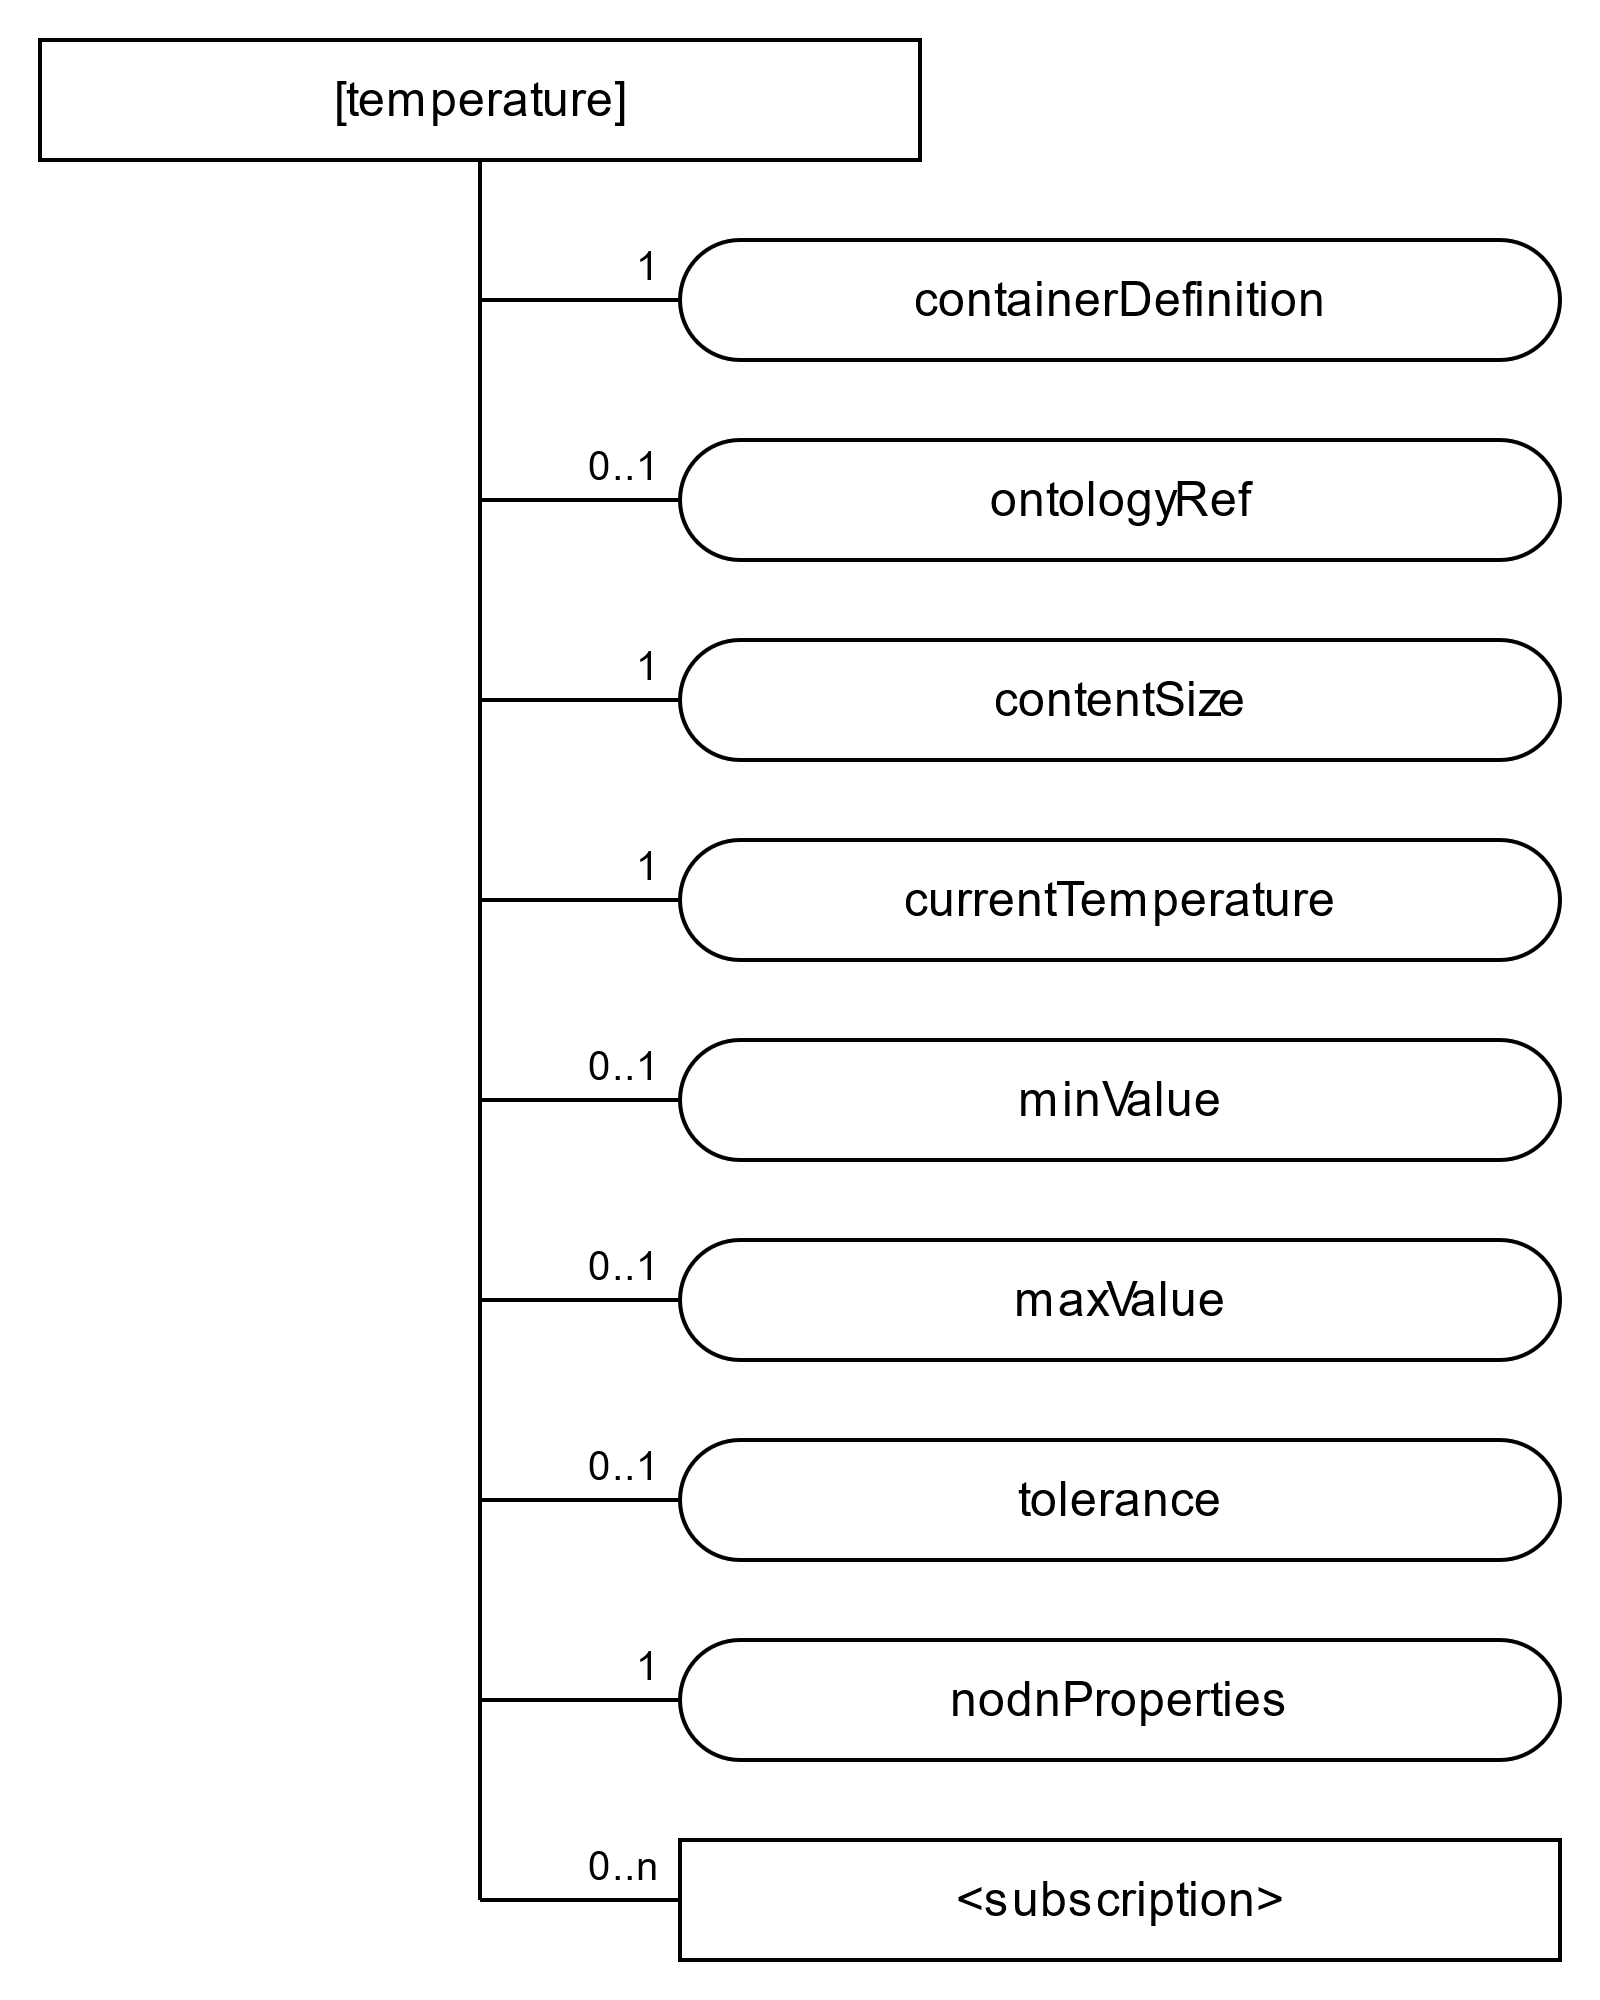 [temperature]
1
containerDefinition
0..1
ontologyRef
1
contentSize
1
currentTemperature
0..1
minValue
0..1
maxValue
0..1
tolerance
1
nodnProperties
0..n
<subscription>